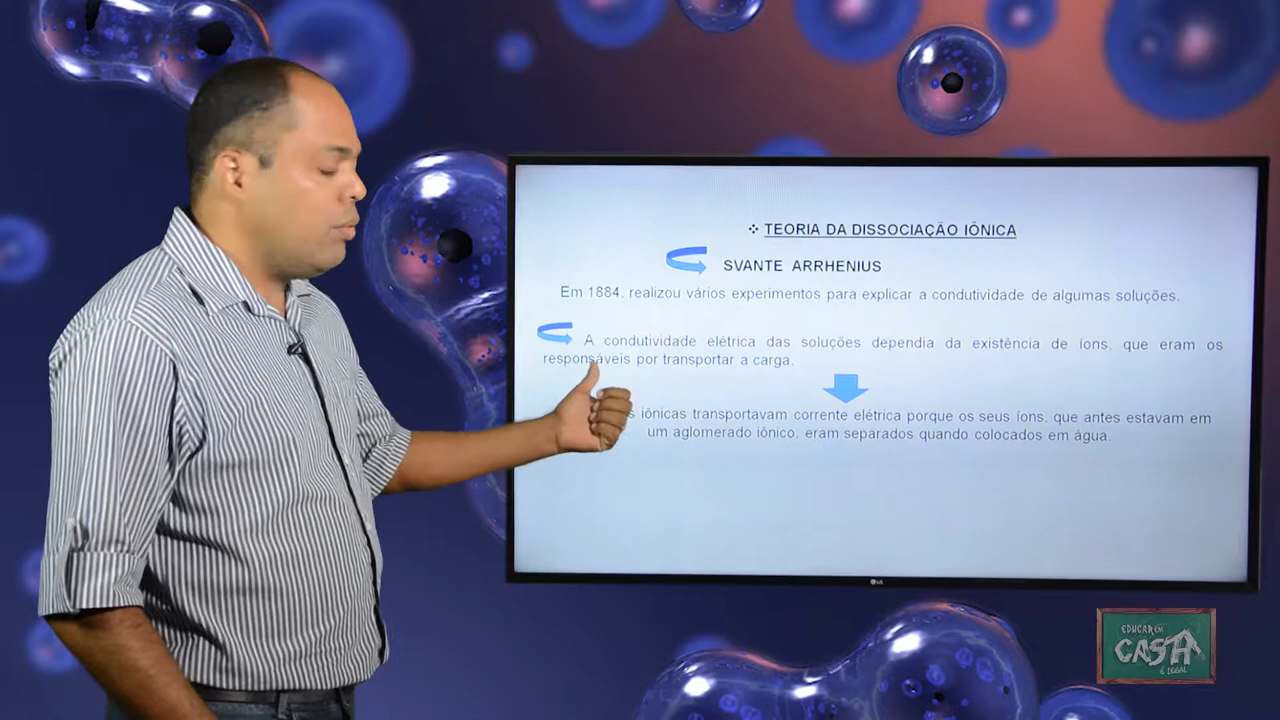 ❖ TEORIA DA DISSOCIAÇÃO IÔNICA
SVANTE ARRHENIUS
Em 1884, realizou vários experimentos para explicar a condutividade de algumas soluções.
A condutividade elétrica das soluções dependia da existência de íons, que eram os
responsáveis por transportar a carga.
iônicas transportavam corrente elétrica porque os seus íons, que antes estavam em
um aglomerado iônico, eram separados quando colocados em água.
LG
EDUCAR EM
CASA
É LEGAL